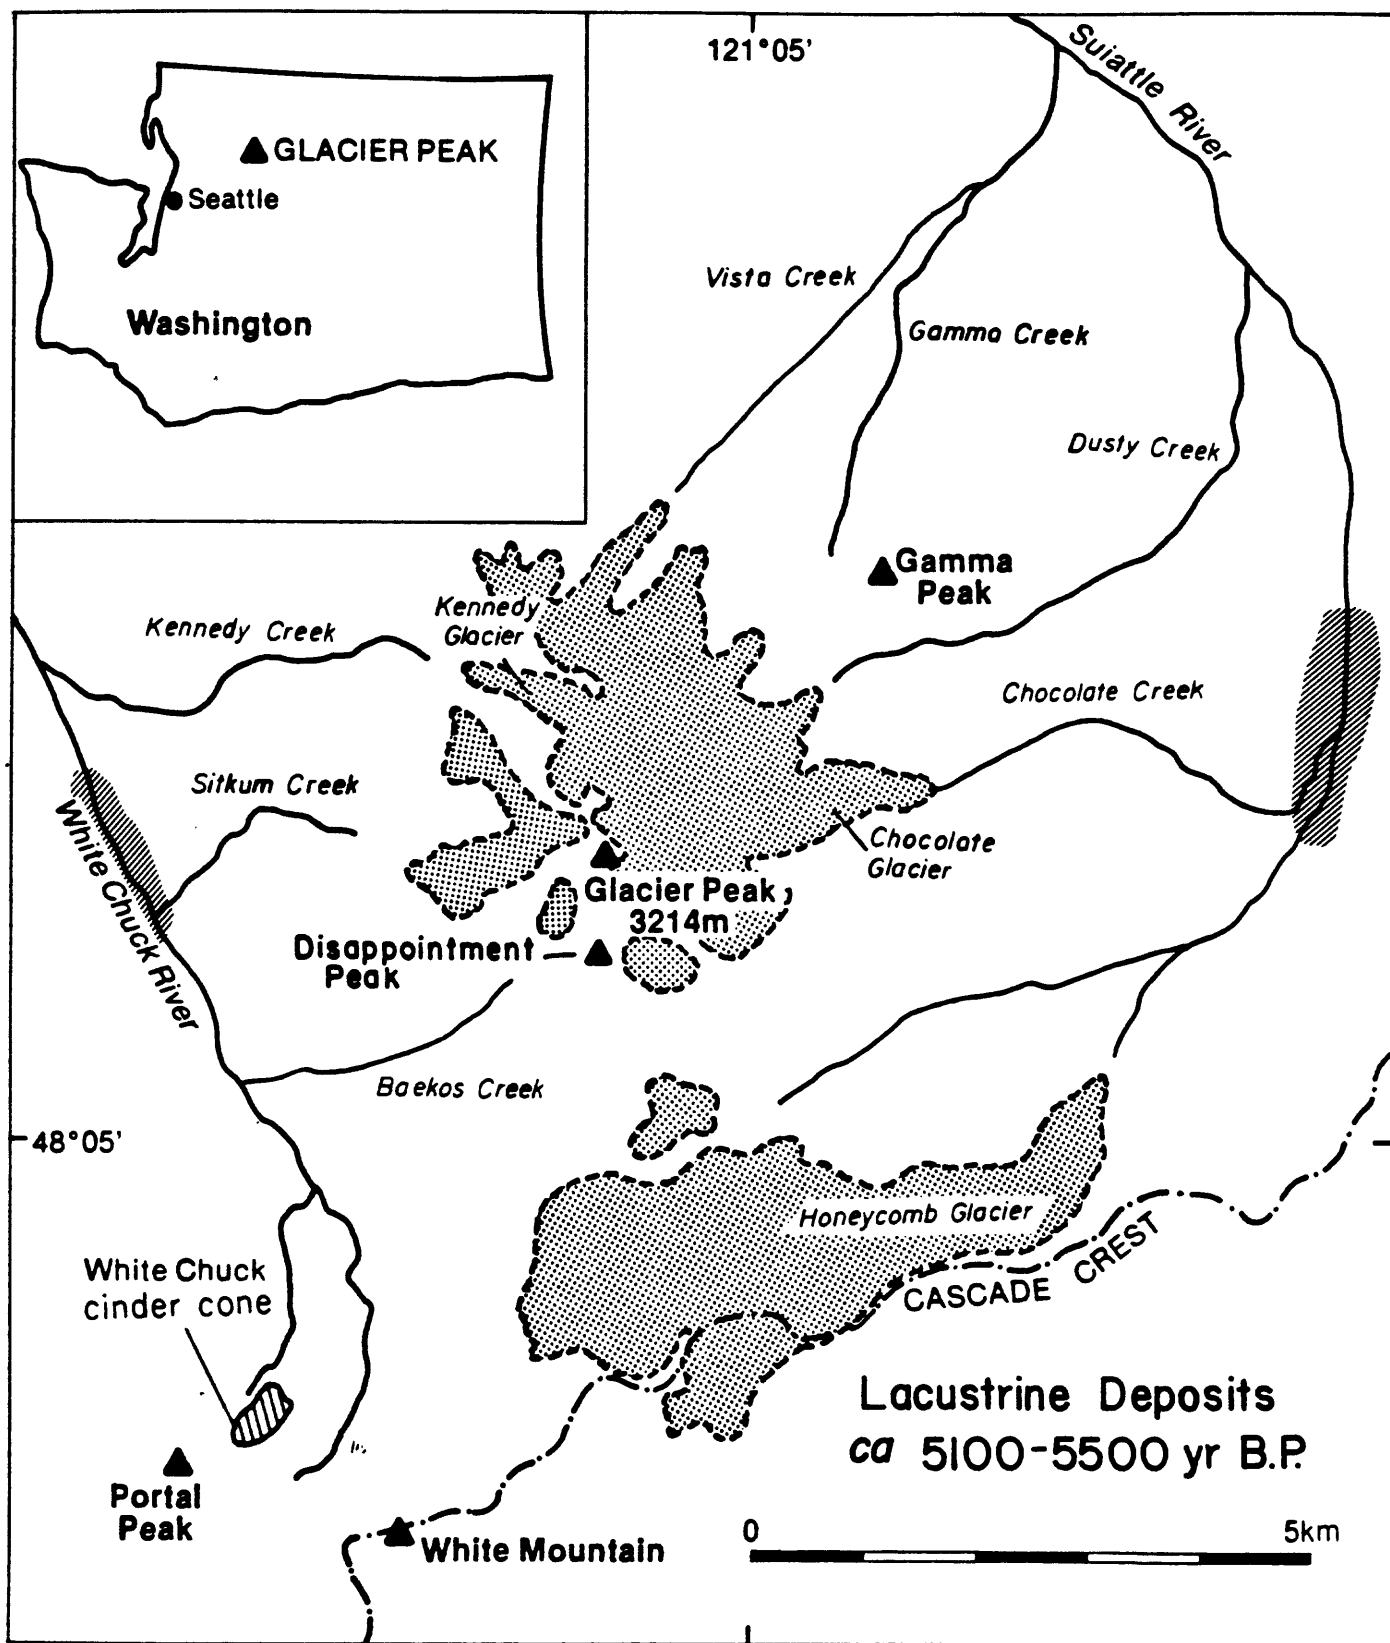 121°05'
Suiattle River
GLACIER PEAK
Seattle
Washington
Vista Creek
Gamma Creek
Dusty Creek
Gamma
Peak
Kennedy
Glacier
Kennedy Creek
Chocolate Creek
Sitkum Creek
White Chuck River
Chocolate
Glacier
Glacier Peak
3214m
Disappointment
Peak
Baekos Creek
48°05'
Honeycomb Glacier
CASCADE CREST
White Chuck
cinder cone
Lacustrine Deposits
ca 5100-5500 yr B.P.
Portal
Peak
White Mountain
0 5km